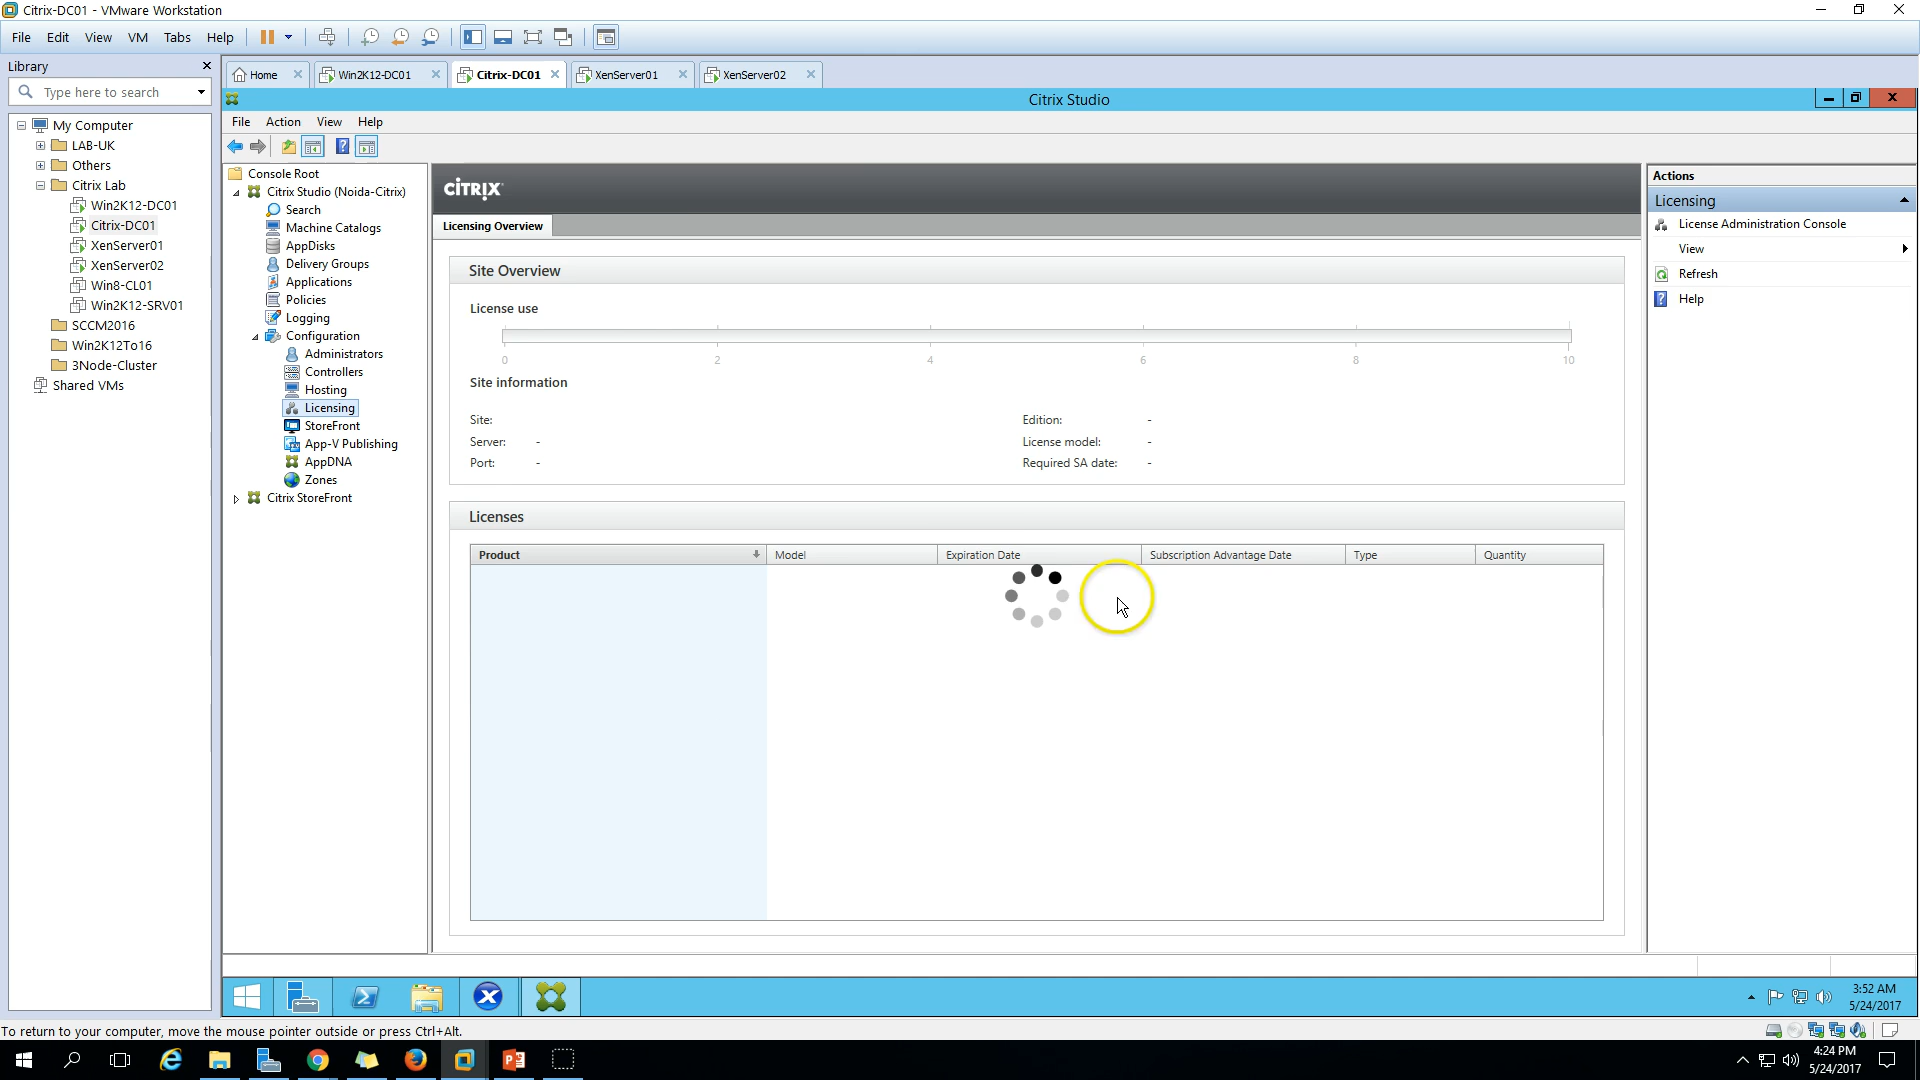 Citrix-DC01 - VMware Workstation
File Edit View VM Tabs Help
Library
Type here to search
My Computer
LAB-UK
Others
Citrix Lab
Win2K12-DC01
Citrix-DC01
XenServer01
XenServer02
Win8-CL01
Win2K12-SRV01
SCCM2016
Win2K12To16
3Node-Cluster
Shared VMs
Home Win2K12-DC01 Citrix-DC01 XenServer01 XenServer02
Citrix Studio
File Action View Help
Console Root
Citrix Studio (Noida-Citrix)
Search
Machine Catalogs
AppDisks
Delivery Groups
Applications
Policies
Logging
Configuration
Administrators
Controllers
Hosting
Licensing
StoreFront
App-V Publishing
AppDNA
Zones
Citrix StoreFront
CITRIX
Licensing Overview
Site Overview
License use
0 2 4 6 8 10
Site information
Site: Edition: -
Server: - License model: -
Port: - Required SA date: -
Licenses
Product Model Expiration Date Subscription Advantage Date Type Quantity
Actions
Licensing
License Administration Console
View
Refresh
Help
3:52 AM
5/24/2017
To return to your computer, move the mouse pointer outside or press Ctrl+Alt.
4:24 PM
5/24/2017